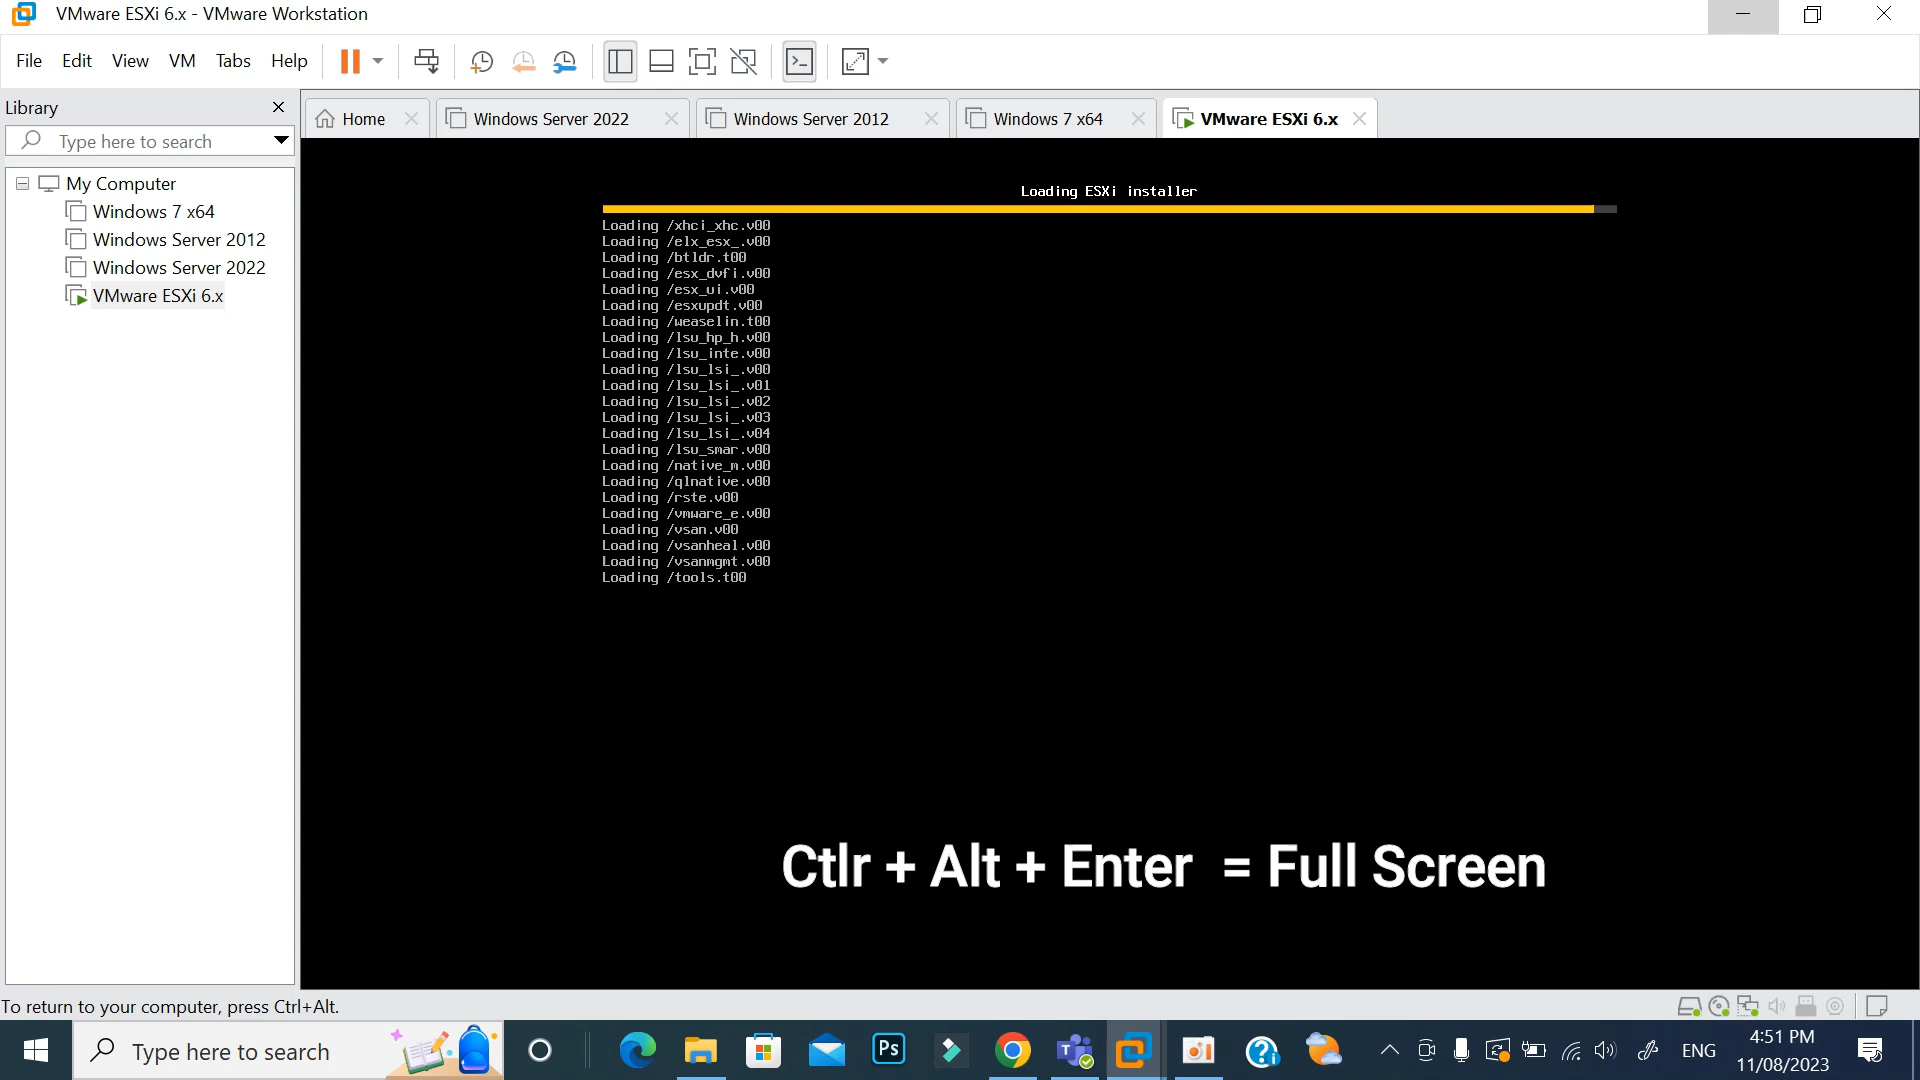 VMware ESXi 6.x - VMware Workstation
File Edit View VM Tabs Help
Library
Type here to search
My Computer
Windows 7 x64
Windows Server 2012
Windows Server 2022
VMware ESXi 6.x
Home Windows Server 2022 Windows Server 2012 Windows 7 x64 VMware ESXi 6.x
Loading ESXi installer
Loading /xhci_xhc.v00
Loading /elx_esx_.v00
Loading /btldr.t00
Loading /esx_dvfi.v00
Loading /esx_ui.v00
Loading /esxupdt.v00
Loading /weaselin.t00
Loading /lsu_hp_h.v00
Loading /lsu_inte.v00
Loading /lsu_lsi_.v00
Loading /lsu_lsi_.v01
Loading /lsu_lsi_.v02
Loading /lsu_lsi_.v03
Loading /lsu_lsi_.v04
Loading /lsu_smar.v00
Loading /native_m.v00
Loading /qlnative.v00
Loading /rste.v00
Loading /vmware_e.v00
Loading /vsan.v00
Loading /vsanheal.v00
Loading /vsanmgmt.v00
Loading /tools.t00
Ctlr + Alt + Enter = Full Screen
To return to your computer, press Ctrl+Alt.
Type here to search
Ps
ENG
4:51 PM
11/08/2023